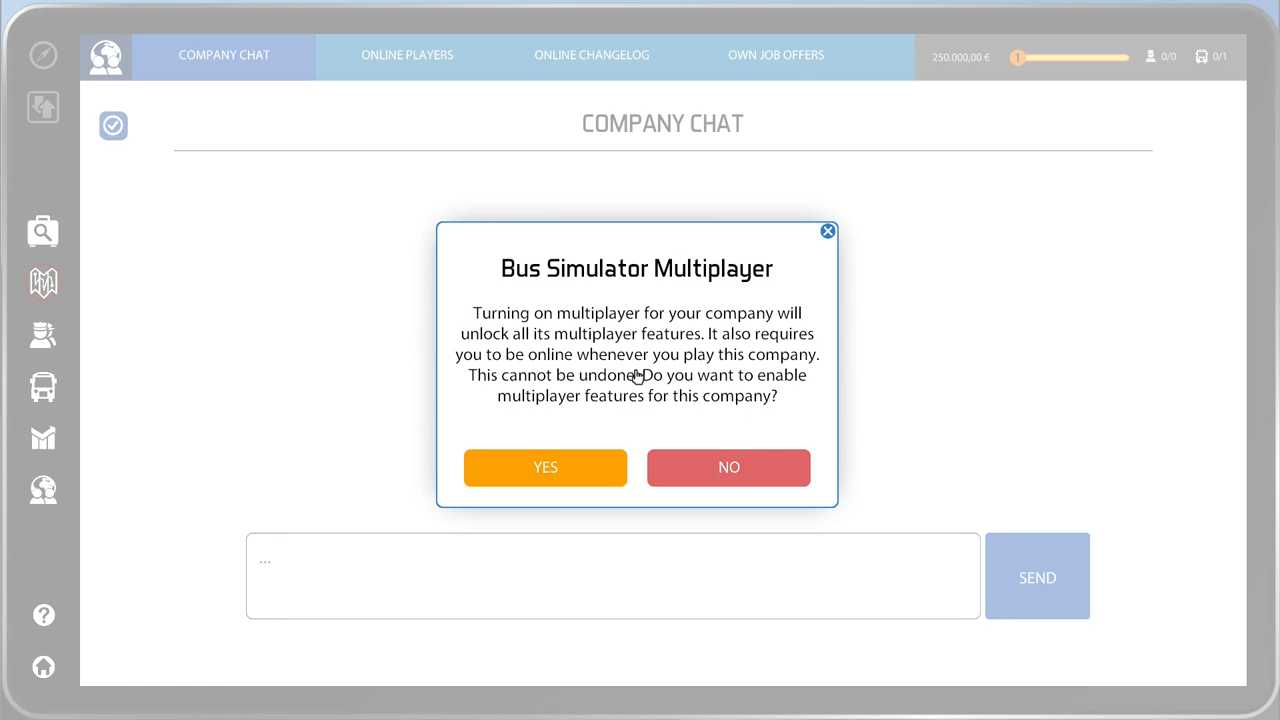 COMPANY CHAT
ONLINE PLAYERS
ONLINE CHANGELOG
OWN JOB OFFERS
250.000,00 €
0/0
0/1
COMPANY CHAT
Bus Simulator Multiplayer
Turning on multiplayer for your company will
unlock all its multiplayer features. It also requires
you to be online whenever you play this company.
This cannot be undone. Do you want to enable
multiplayer features for this company?
YES
NO
...
SEND